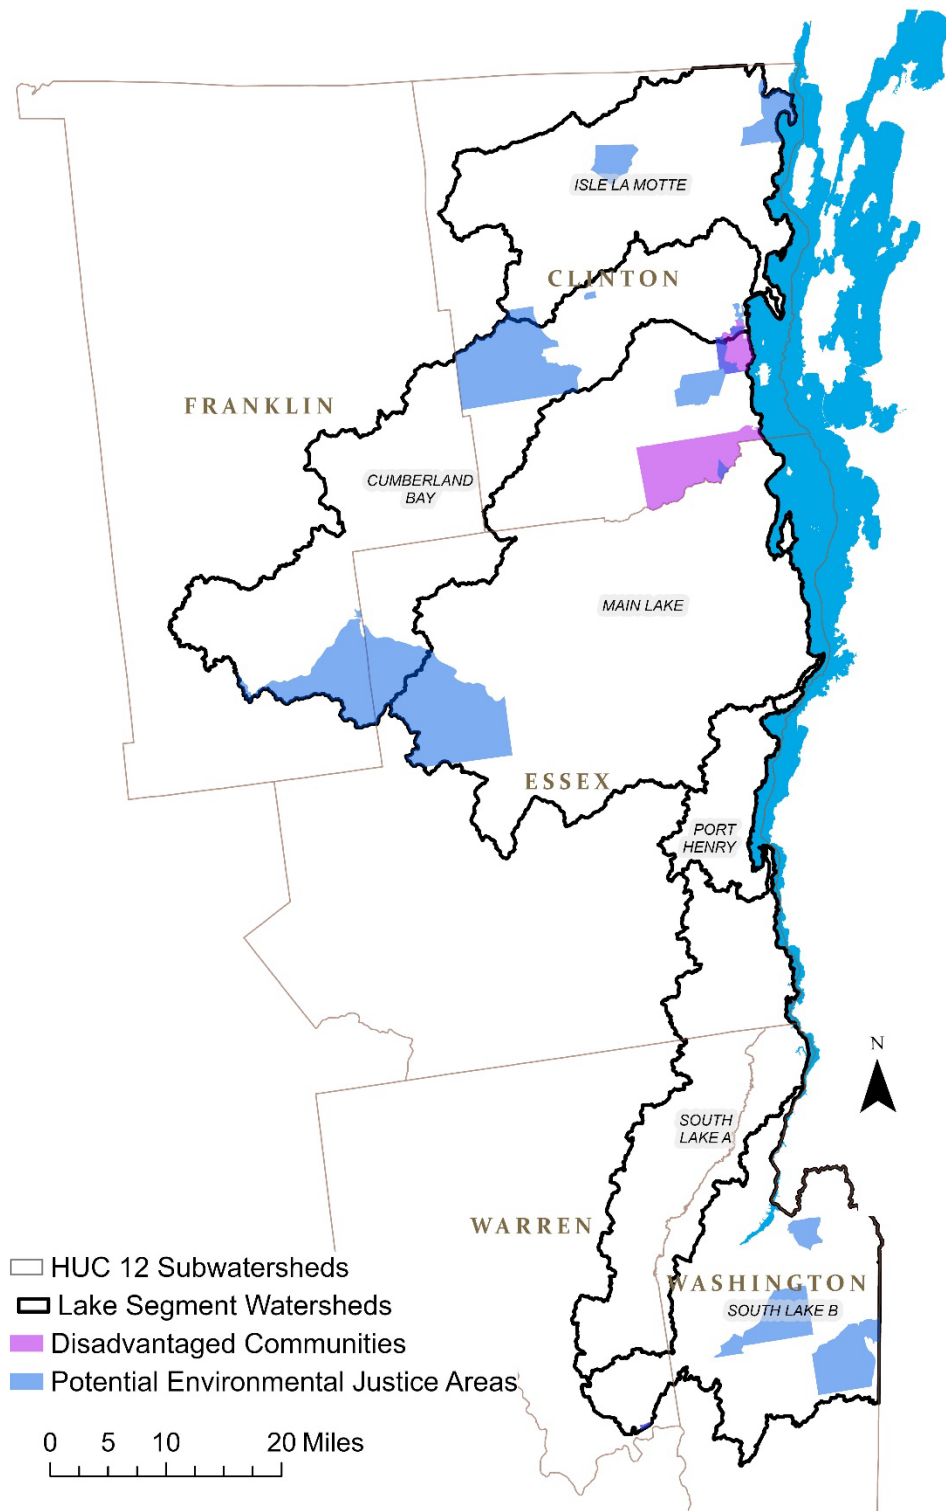 ISLE LA MOTTE
CLINTON
FRANKLIN
CUMBERLAND
BAY
MAIN LAKE
ESSEX
PORT
HENRY
N
SOUTH
LAKE A
WARREN
WASHINGTON
SOUTH LAKE B
HUC 12 Subwatersheds
Lake Segment Watersheds
Disadvantaged Communities
Potential Environmental Justice Areas
0 5 10 20 Miles